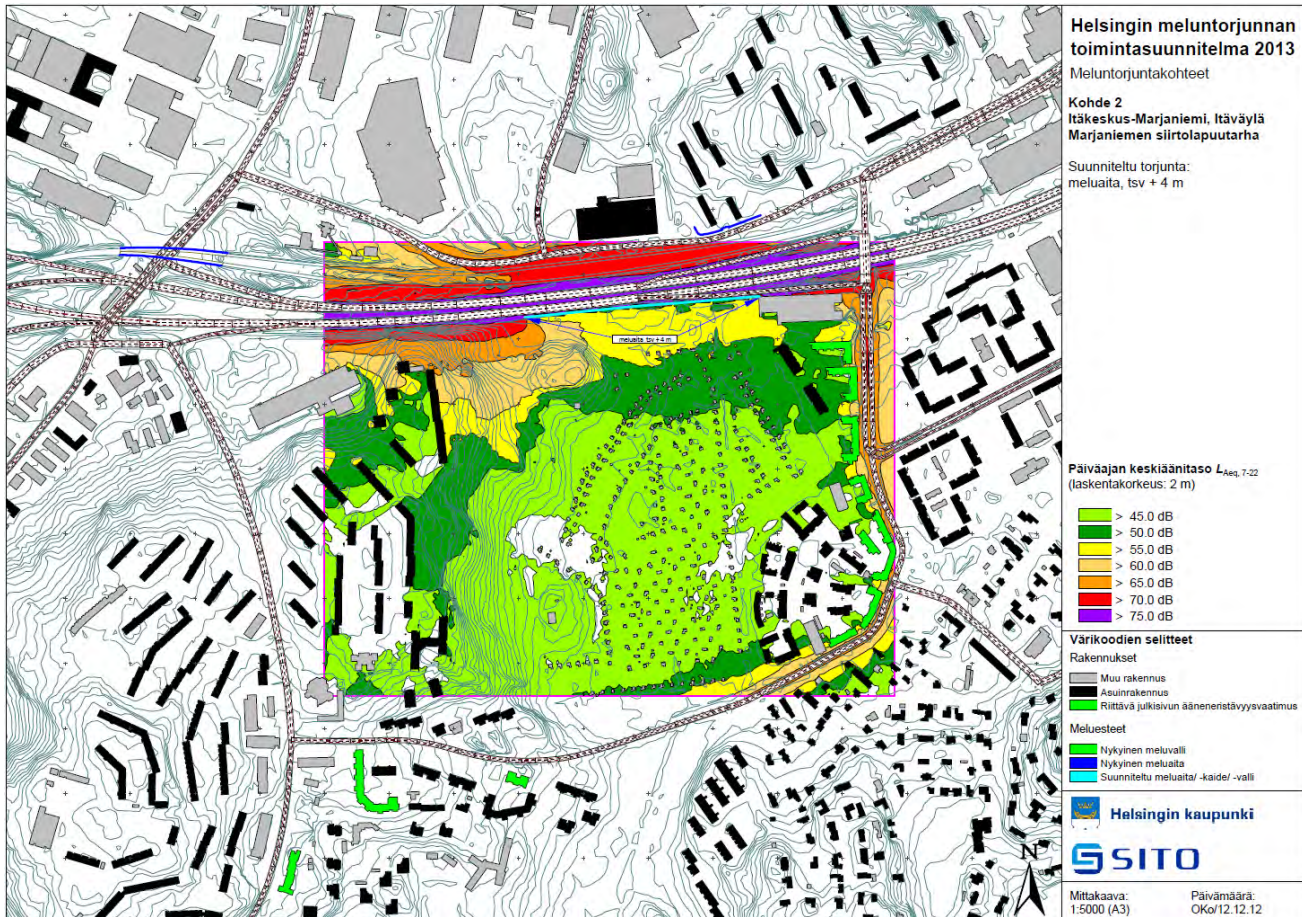 Helsingin meluntorjunnan
toimintasuunnitelma 2013
Meluntorjuntakohteet
Kohde 2
Itäkeskus-Marjaniemi, Itäväylä
Marjaniemen siirtolapuutarha
Suunniteltu torjunta:
meluaita, tsv + 4 m
meluaita tsv + 4 m
Päiväajan keskiäänitaso LAeq, 7-22
(laskentakorkeus: 2 m)
> 45.0 dB
> 50.0 dB
> 55.0 dB
> 60.0 dB
> 65.0 dB
> 70.0 dB
> 75.0 dB
Värikoodien selitteet
Rakennukset
Muu rakennus
Asuinrakennus
Riittävä julkisivun ääneneristävyysvaatimus
Meluesteet
Nykyinen meluvalli
Nykyinen meluaita
Suunniteltu meluaita/ -kaide/ -valli
Helsingin kaupunki
SITO
N
Mittakaava: Päivämäärä:
1:5000 (A3) OKo/12.12.12